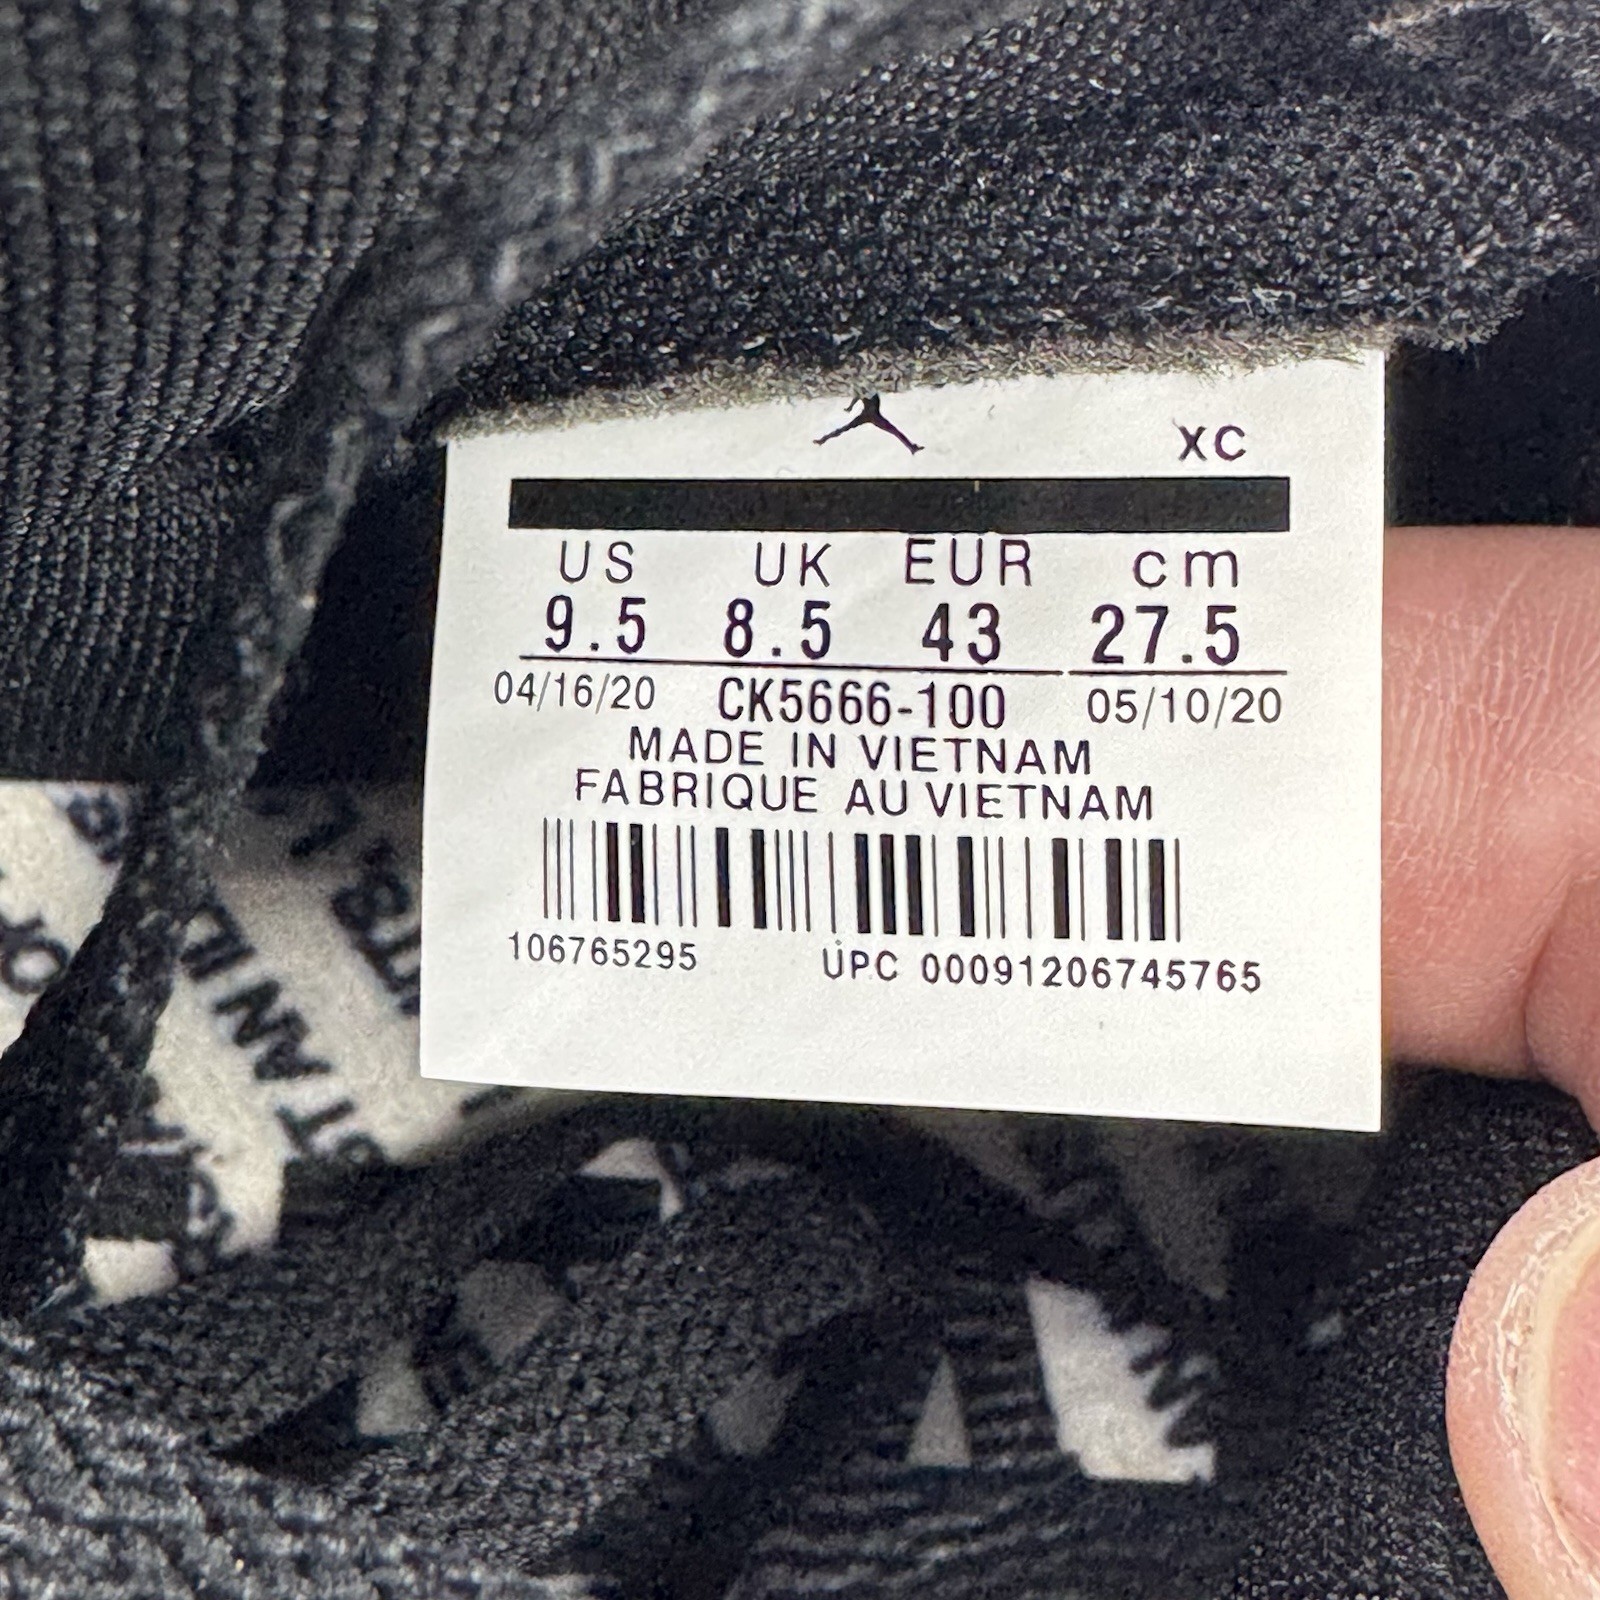 XC
US UK EUR cm
9.5 8.5 43 27.5
04/16/20 CK5666-100 05/10/20
MADE IN VIETNAM
FABRIQUE AU VIETNAM
106765295 UPC 00091206745765